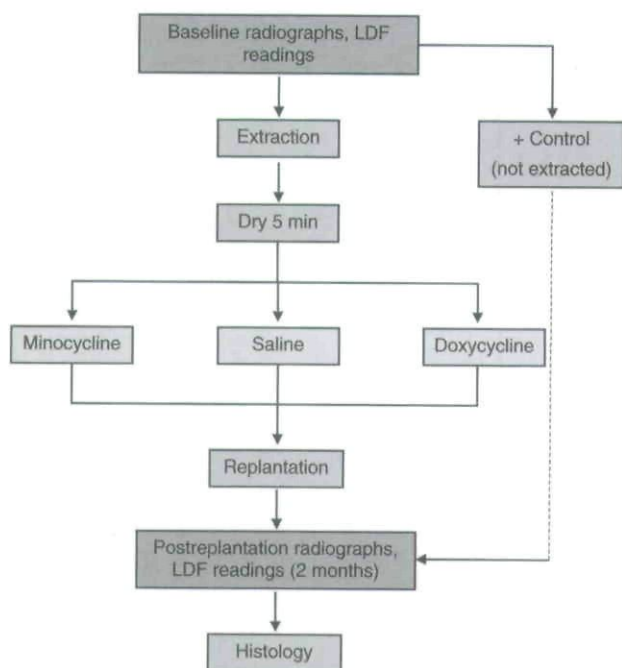 Baseline radiographs, LDF
readings
Extraction
+ Control
(not extracted)
Dry 5 min
Minocycline
Saline
Doxycycline
Replantation
Postreplantation radiographs,
LDF readings (2 months)
Histology